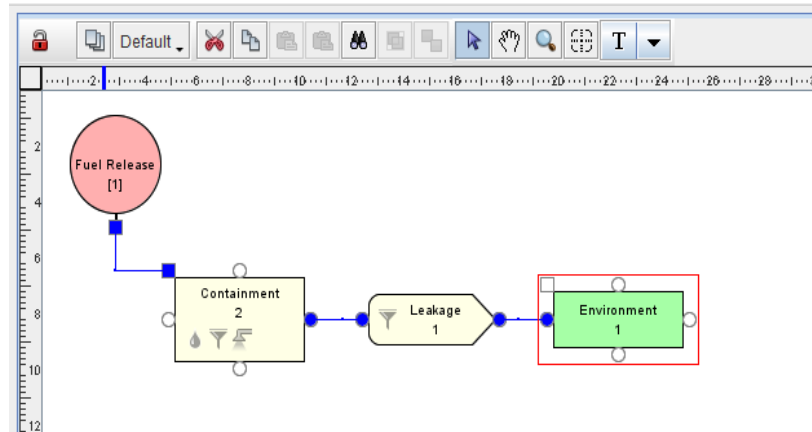 Default
T
2 4 6 8 10 12 14 16 18 20 22 24 26 28
2
Fuel Release
[1]
4
6
Containment
2
Leakage
1
Environment
1
8
10
12